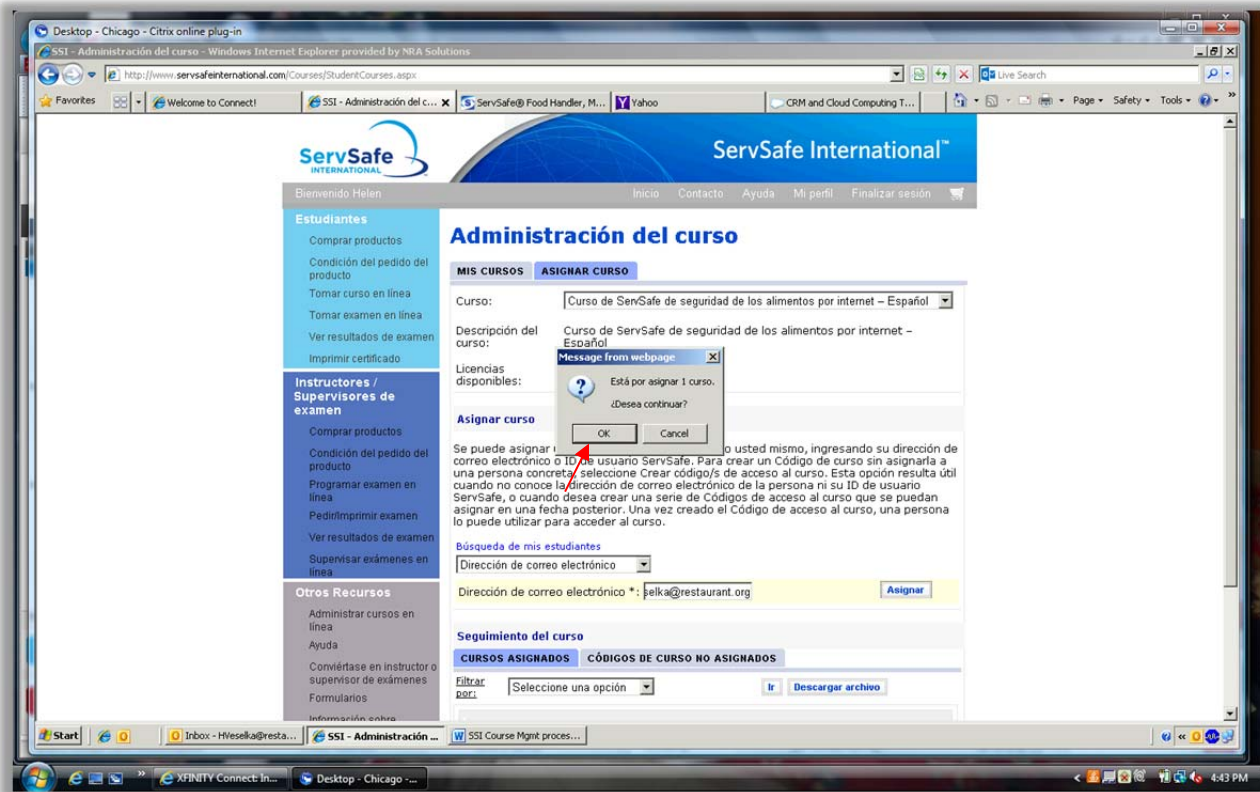 Desktop - Chicago - Citrix online plug-in
SSI - Administración del curso - Windows Internet Explorer provided by NRA Solutions
http://www.servsafeinternational.com/Courses/StudentCourses.aspx
Live Search
Favorites
Welcome to Connect!
SSI - Administración del c...
ServSafe® Food Handler, M...
Yahoo
CRM and Cloud Computing T...
Page
Safety
Tools
ServSafe
INTERNATIONAL
ServSafe International™
Bienvenido Helen
Inicio Contacto Ayuda Mi perfil Finalizar sesión
Estudiantes
Comprar productos
Condición del pedido del
producto
Tomar curso en línea
Tomar examen en línea
Ver resultados de examen
Imprimir certificado
Instructores /
Supervisores de
examen
Comprar productos
Condición del pedido del
producto
Programar examen en
línea
Pedir/Imprimir examen
Ver resultados de examen
Supervisar exámenes en
línea
Otros Recursos
Administrar cursos en
línea
Ayuda
Conviértase en instructor o
supervisor de exámenes
Formularios
Información sobre
Administración del curso
MIS CURSOS ASIGNAR CURSO
Curso: Curso de ServSafe de seguridad de los alimentos por internet – Español
Descripción del Curso de ServSafe de seguridad de los alimentos por internet –
curso: Español
Licencias
disponibles:
Message from webpage
Está por asignar 1 curso.
¿Desea continuar?
OK Cancel
Asignar curso
Se puede asignar o usted mismo, ingresando su dirección de
correo electrónico o ID de usuario ServSafe. Para crear un Código de curso sin asignarla a
una persona concreta, seleccione Crear código/s de acceso al curso. Esta opción resulta útil
cuando no conoce la dirección de correo electrónico de la persona ni su ID de usuario
ServSafe, o cuando desea crear una serie de Códigos de acceso al curso que se puedan
asignar en una fecha posterior. Una vez creado el Código de acceso al curso, una persona
lo puede utilizar para acceder al curso.
Búsqueda de mis estudiantes
Dirección de correo electrónico
Dirección de correo electrónico *: selka@restaurant.org Asignar
Seguimiento del curso
CURSOS ASIGNADOS CÓDIGOS DE CURSO NO ASIGNADOS
Filtrar
por: Seleccione una opción Ir Descargar archivo
Start
Inbox - HVeselka@resta...
SSI - Administración ...
SSI Course Mgmt proces...
XFINITY Connect: In...
Desktop - Chicago -...
4:43 PM